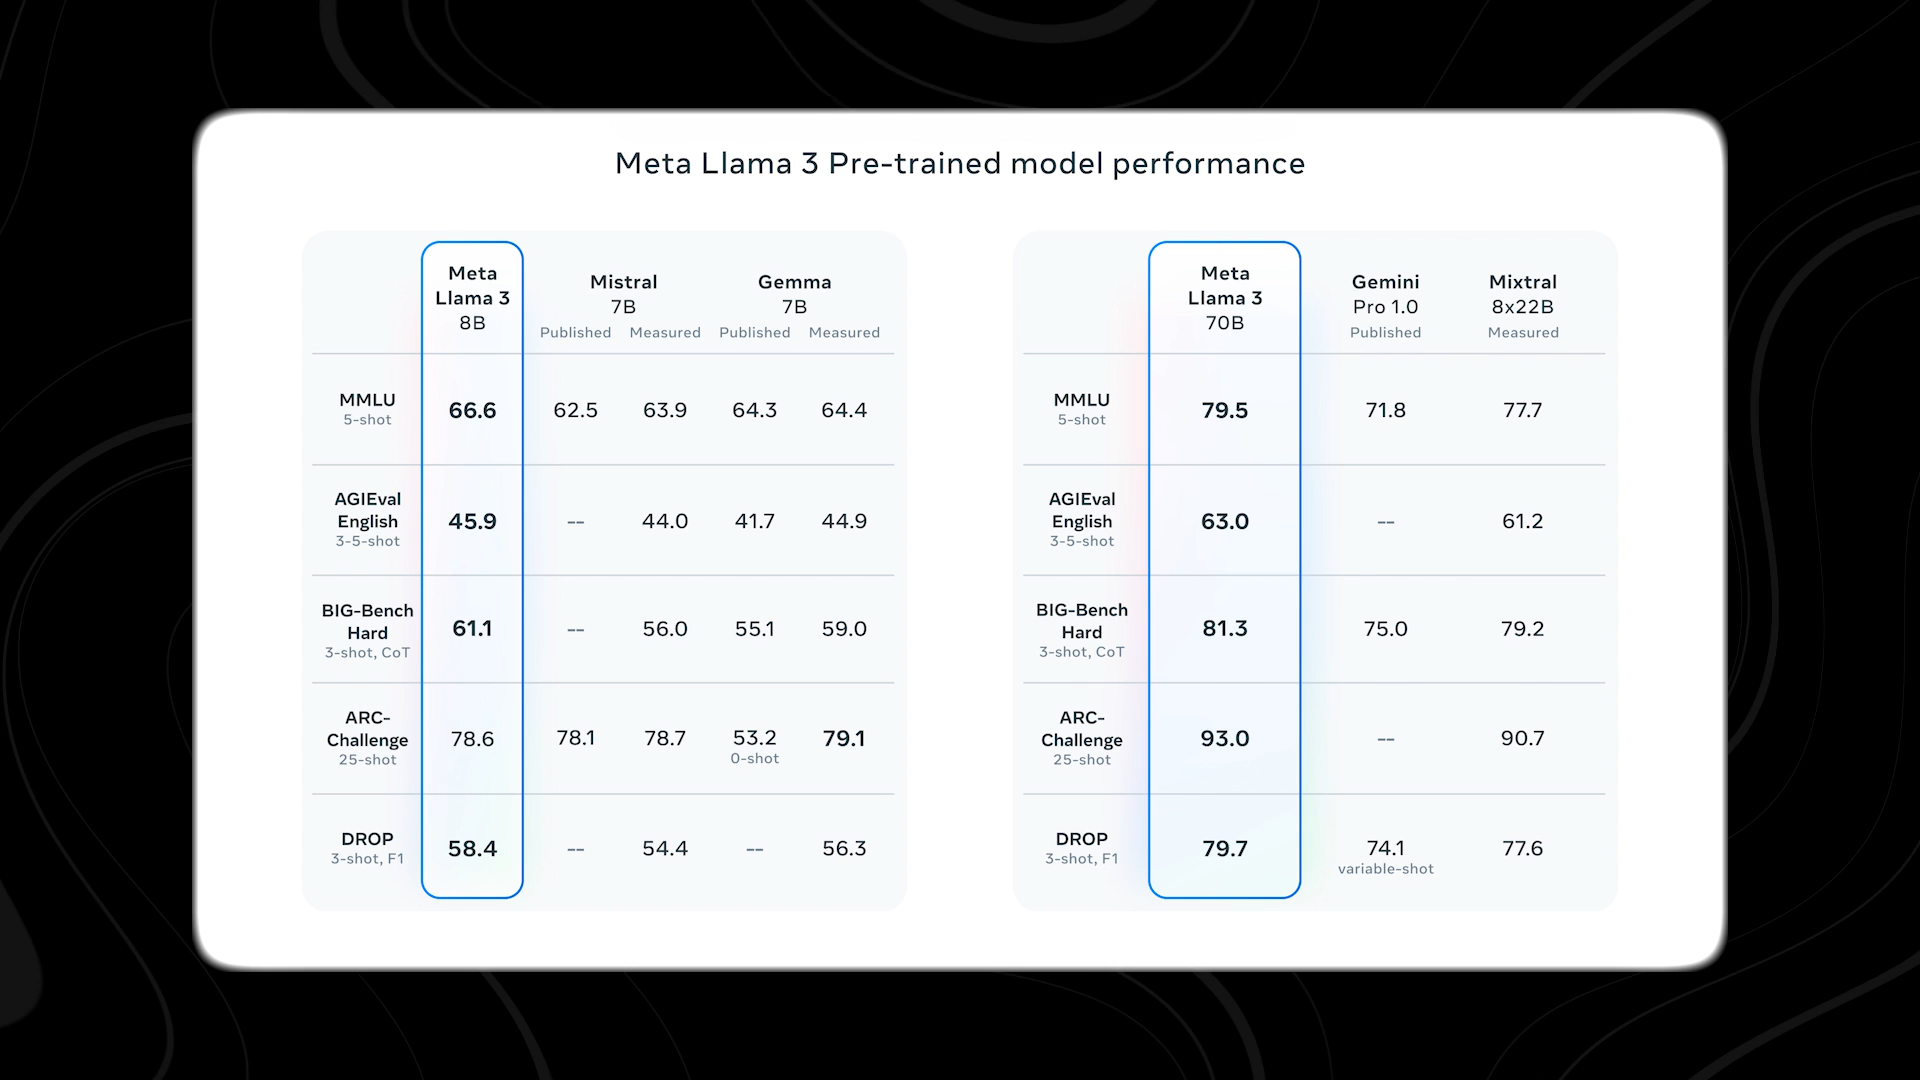 Meta Llama 3 Pre-trained model performance
Meta
Llama 3
8B
Mistral
7B
Gemma
7B
Published Measured Published Measured
MMLU
5-shot
66.6 62.5 63.9 64.3 64.4
AGIEval
English
3-5-shot
45.9 -- 44.0 41.7 44.9
BIG-Bench
Hard
3-shot, CoT
61.1 -- 56.0 55.1 59.0
ARC-
Challenge
25-shot
78.6 78.1 78.7 53.2 79.1
0-shot
DROP
3-shot, F1
58.4 -- 54.4 -- 56.3
Meta
Llama 3
70B
Gemini
Pro 1.0
Published
Mixtral
8x22B
Measured
MMLU
5-shot
79.5 71.8 77.7
AGIEval
English
3-5-shot
63.0 -- 61.2
BIG-Bench
Hard
3-shot, CoT
81.3 75.0 79.2
ARC-
Challenge
25-shot
93.0 -- 90.7
DROP
3-shot, F1
79.7 74.1 77.6
variable-shot